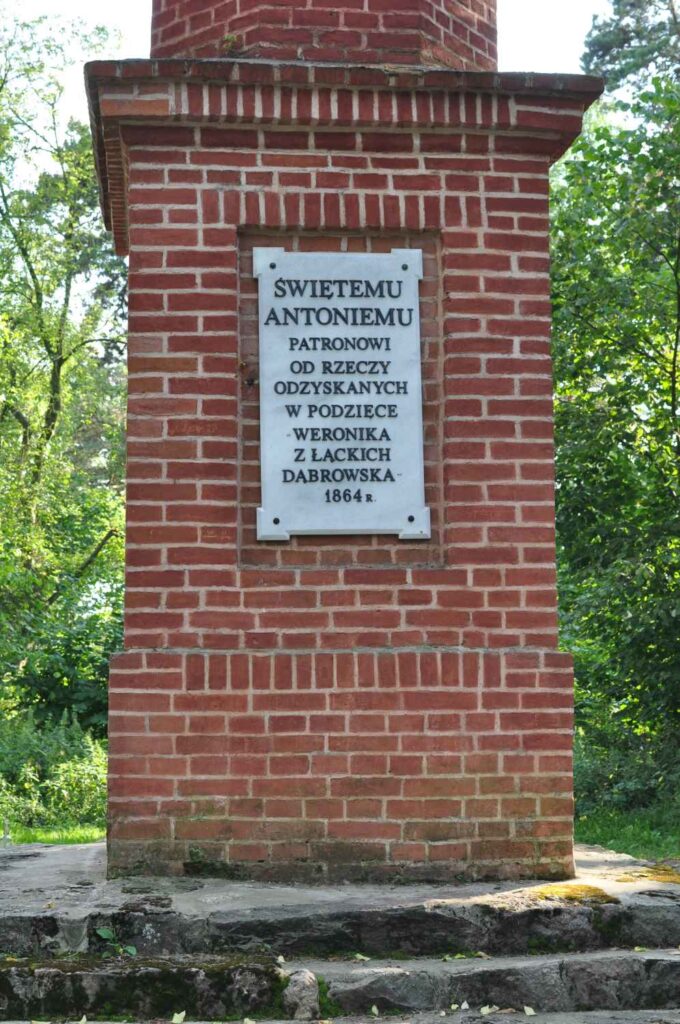 ŚWIĘTEMU
ANTONIEMU
PATRONOWI
OD RZECZY
ODZYSKANYCH
W PODZIĘCE
WERONIKA
Z ŁĄCKICH
DĄBROWSKA
1864 R.